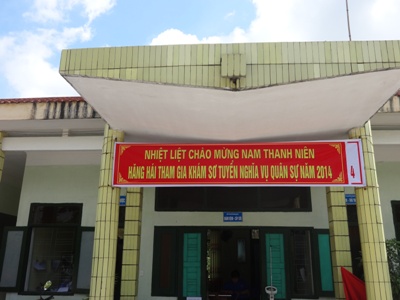 NHIỆT LIỆT CHÀO MỪNG NAM THANH NIÊN
HĂNG HÁI THAM GIA KHÁM SƠ TUYỂN NGHĨA VỤ QUÂN SỰ NĂM 2014
4